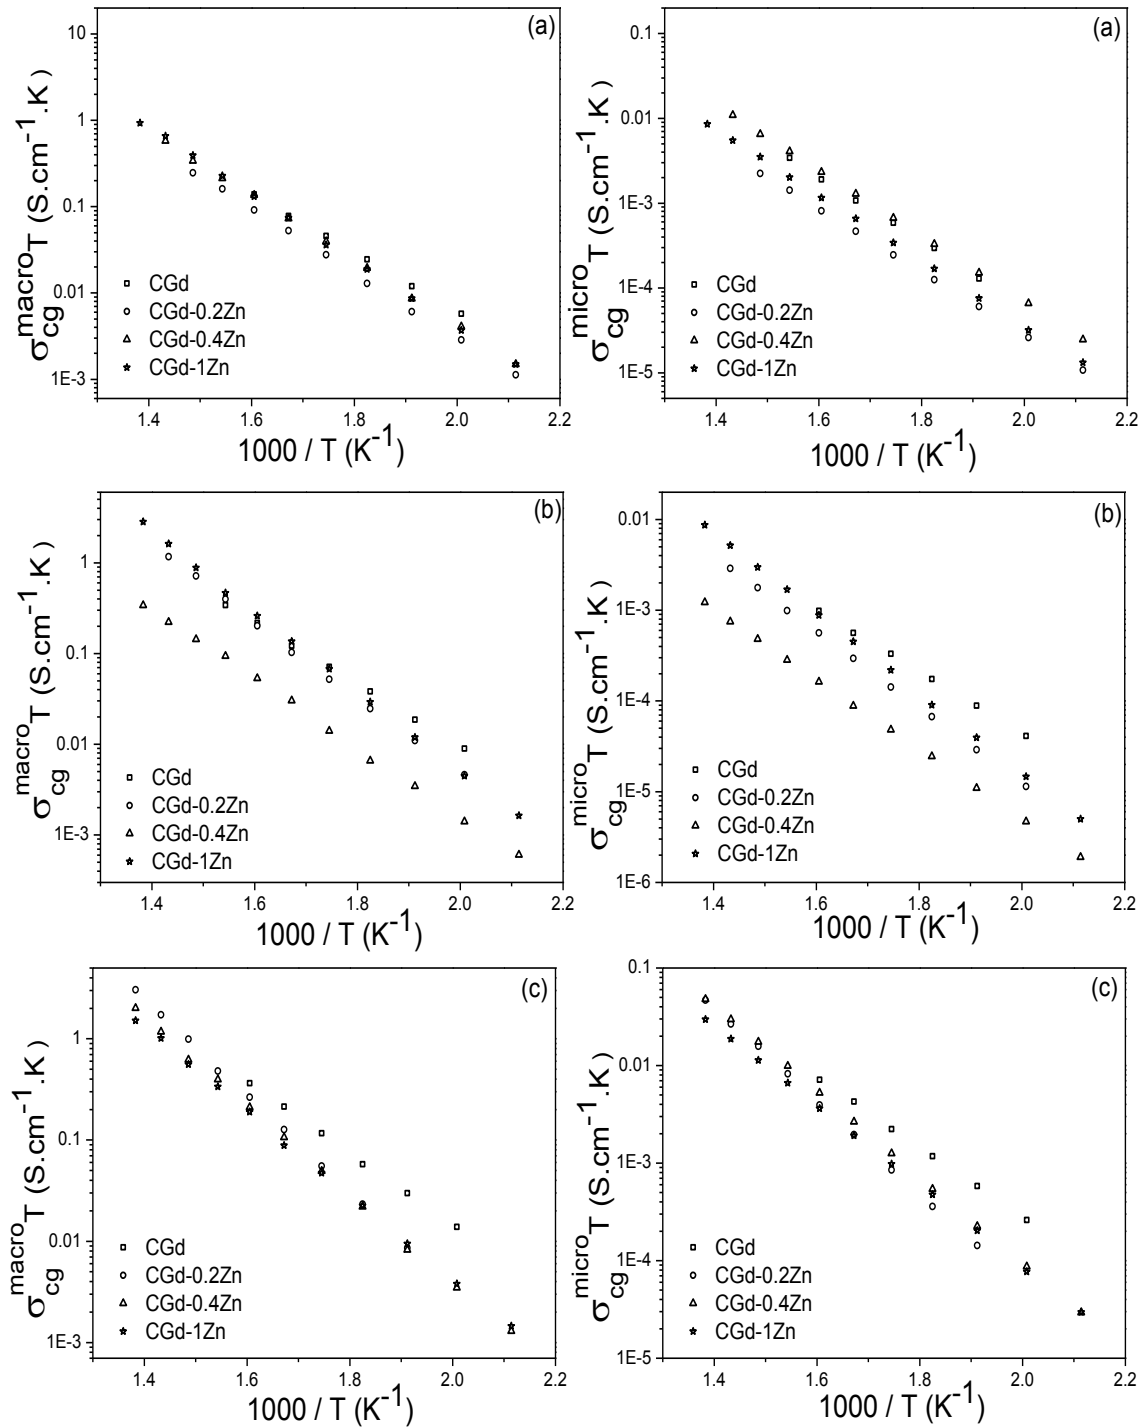 (a)
10
1
0.1
0.01
1E-3
σcg^macro T (S.cm-1.K)
CGd
CGd-0.2Zn
CGd-0.4Zn
CGd-1Zn
1.4 1.6 1.8 2.0 2.2
1000 / T (K-1)
(a)
0.1
0.01
1E-3
1E-4
1E-5
σcg^micro T (S.cm-1.K)
CGd
CGd-0.2Zn
CGd-0.4Zn
CGd-1Zn
1.4 1.6 1.8 2.0 2.2
1000 / T (K-1)
(b)
1
0.1
0.01
1E-3
σcg^macro T (S.cm-1.K)
CGd
CGd-0.2Zn
CGd-0.4Zn
CGd-1Zn
1.4 1.6 1.8 2.0 2.2
1000 / T (K-1)
(b)
0.01
1E-3
1E-4
1E-5
1E-6
σcg^micro T (S.cm-1.K)
CGd
CGd-0.2Zn
CGd-0.4Zn
CGd-1Zn
1.4 1.6 1.8 2.0 2.2
1000 / T (K-1)
(c)
1
0.1
0.01
1E-3
σcg^macro T (S.cm-1.K)
CGd
CGd-0.2Zn
CGd-0.4Zn
CGd-1Zn
1.4 1.6 1.8 2.0 2.2
1000 / T (K-1)
(c)
0.1
0.01
1E-3
1E-4
1E-5
σcg^micro T (S.cm-1.K)
CGd
CGd-0.2Zn
CGd-0.4Zn
CGd-1Zn
1.4 1.6 1.8 2.0 2.2
1000 / T (K-1)